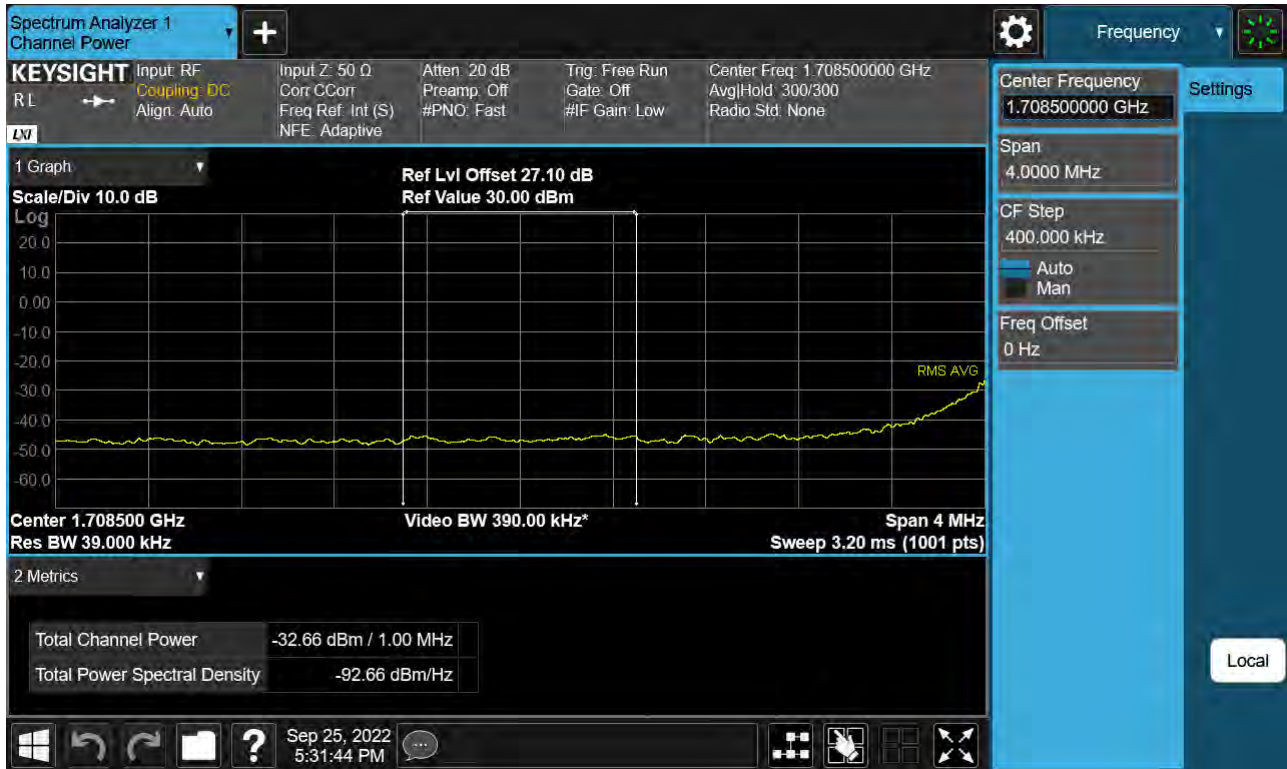 Spectrum Analyzer 1
Channel Power
Frequency
KEYSIGHT
RL
LXI
Input: RF
Coupling: DC
Align: Auto
Input Z: 50 Ω
Corr CCorr
Freq Ref: Int (S)
NFE: Adaptive
Atten: 20 dB
Preamp: Off
#PNO: Fast
Trig: Free Run
Gate: Off
#IF Gain: Low
Center Freq: 1.708500000 GHz
Avg|Hold: 300/300
Radio Std: None
Center Frequency
1.708500000 GHz
Settings
Span
4.0000 MHz
CF Step
400.000 kHz
Auto
Man
Freq Offset
0 Hz
1 Graph
Ref Lvl Offset 27.10 dB
Scale/Div 10.0 dB
Ref Value 30.00 dBm
Log
20.0
10.0
0.00
-10.0
-20.0
RMS AVG
-30.0
-40.0
-50.0
-60.0
Center 1.708500 GHz
Video BW 390.00 kHz*
Span 4 MHz
Res BW 39.000 kHz
Sweep 3.20 ms (1001 pts)
2 Metrics
Total Channel Power -32.66 dBm / 1.00 MHz
Total Power Spectral Density -92.66 dBm/Hz
Local
?
Sep 25, 2022
5:31:44 PM